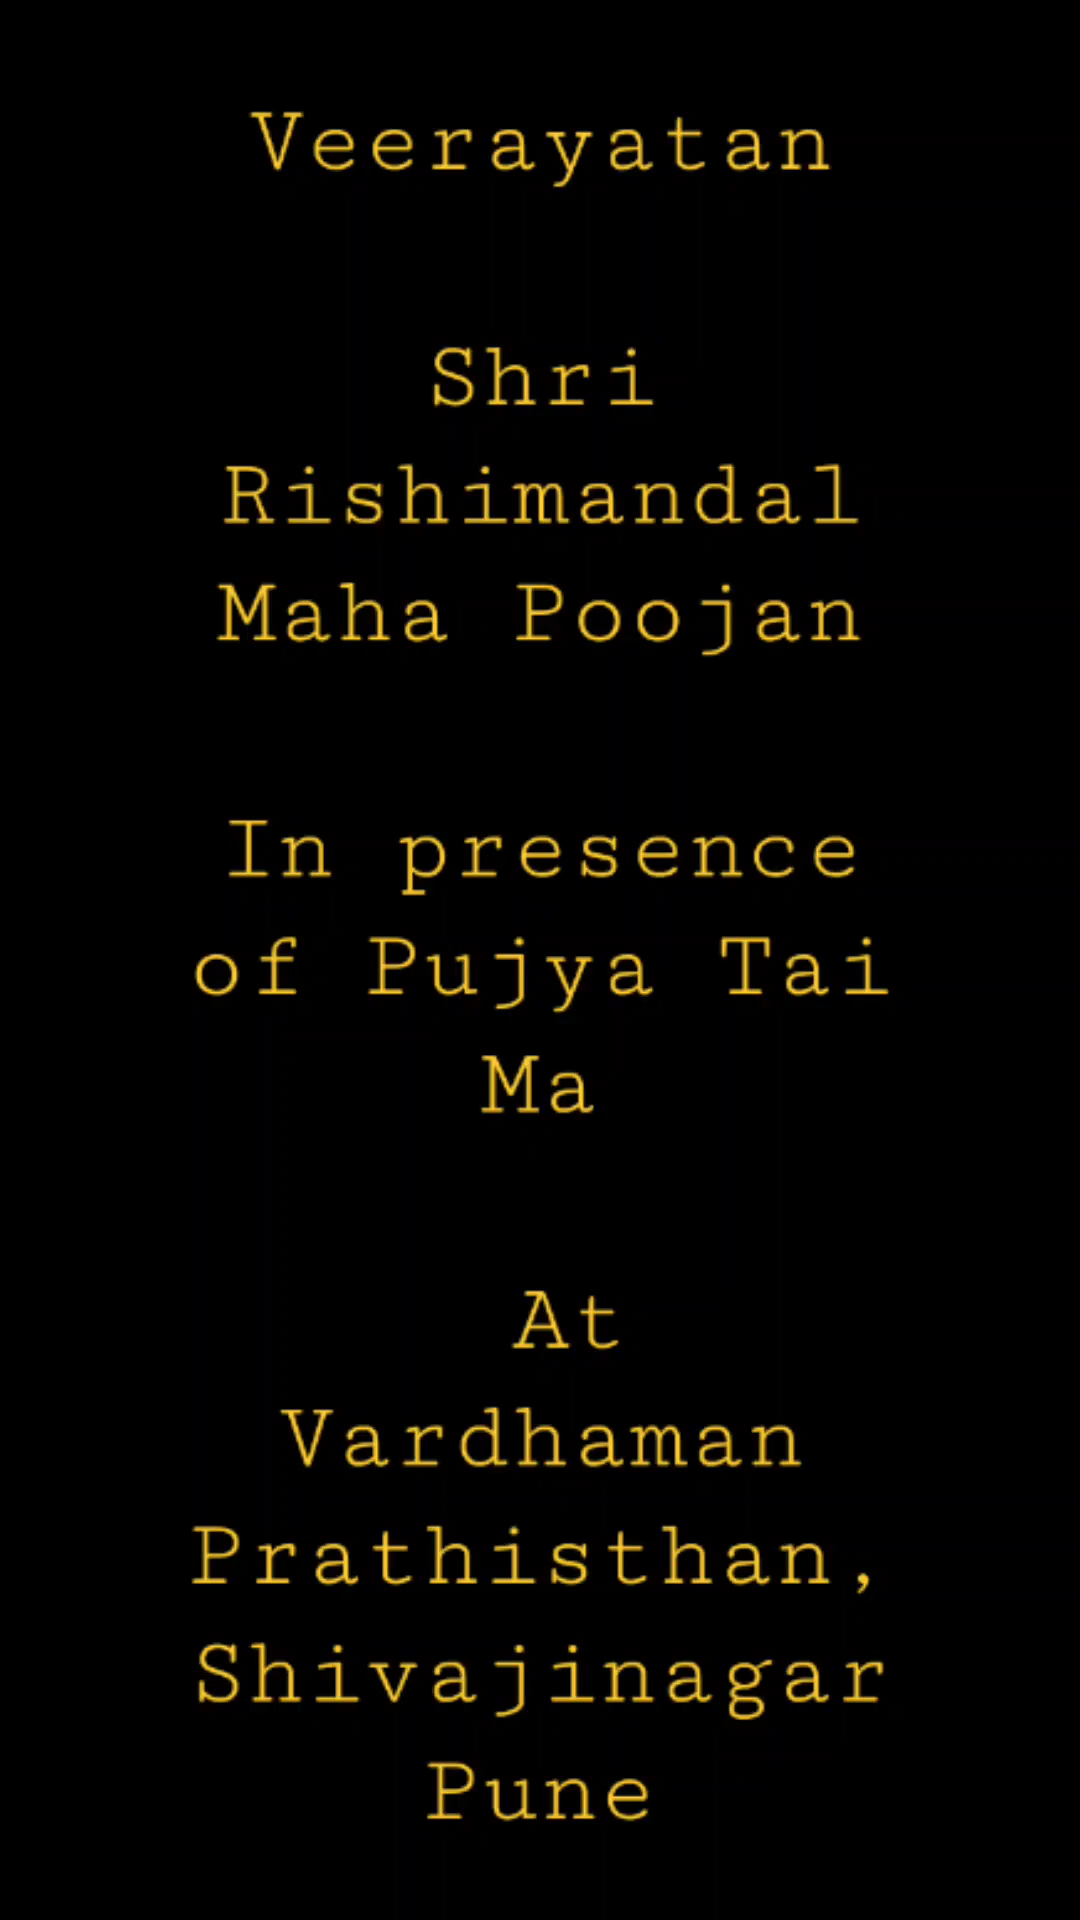 Veerayatan
Shri
Rishimandal
Maha Poojan
In presence
of Pujya Tai
Ma
At
Vardhaman
Prathisthan,
Shivajinagar
Pune